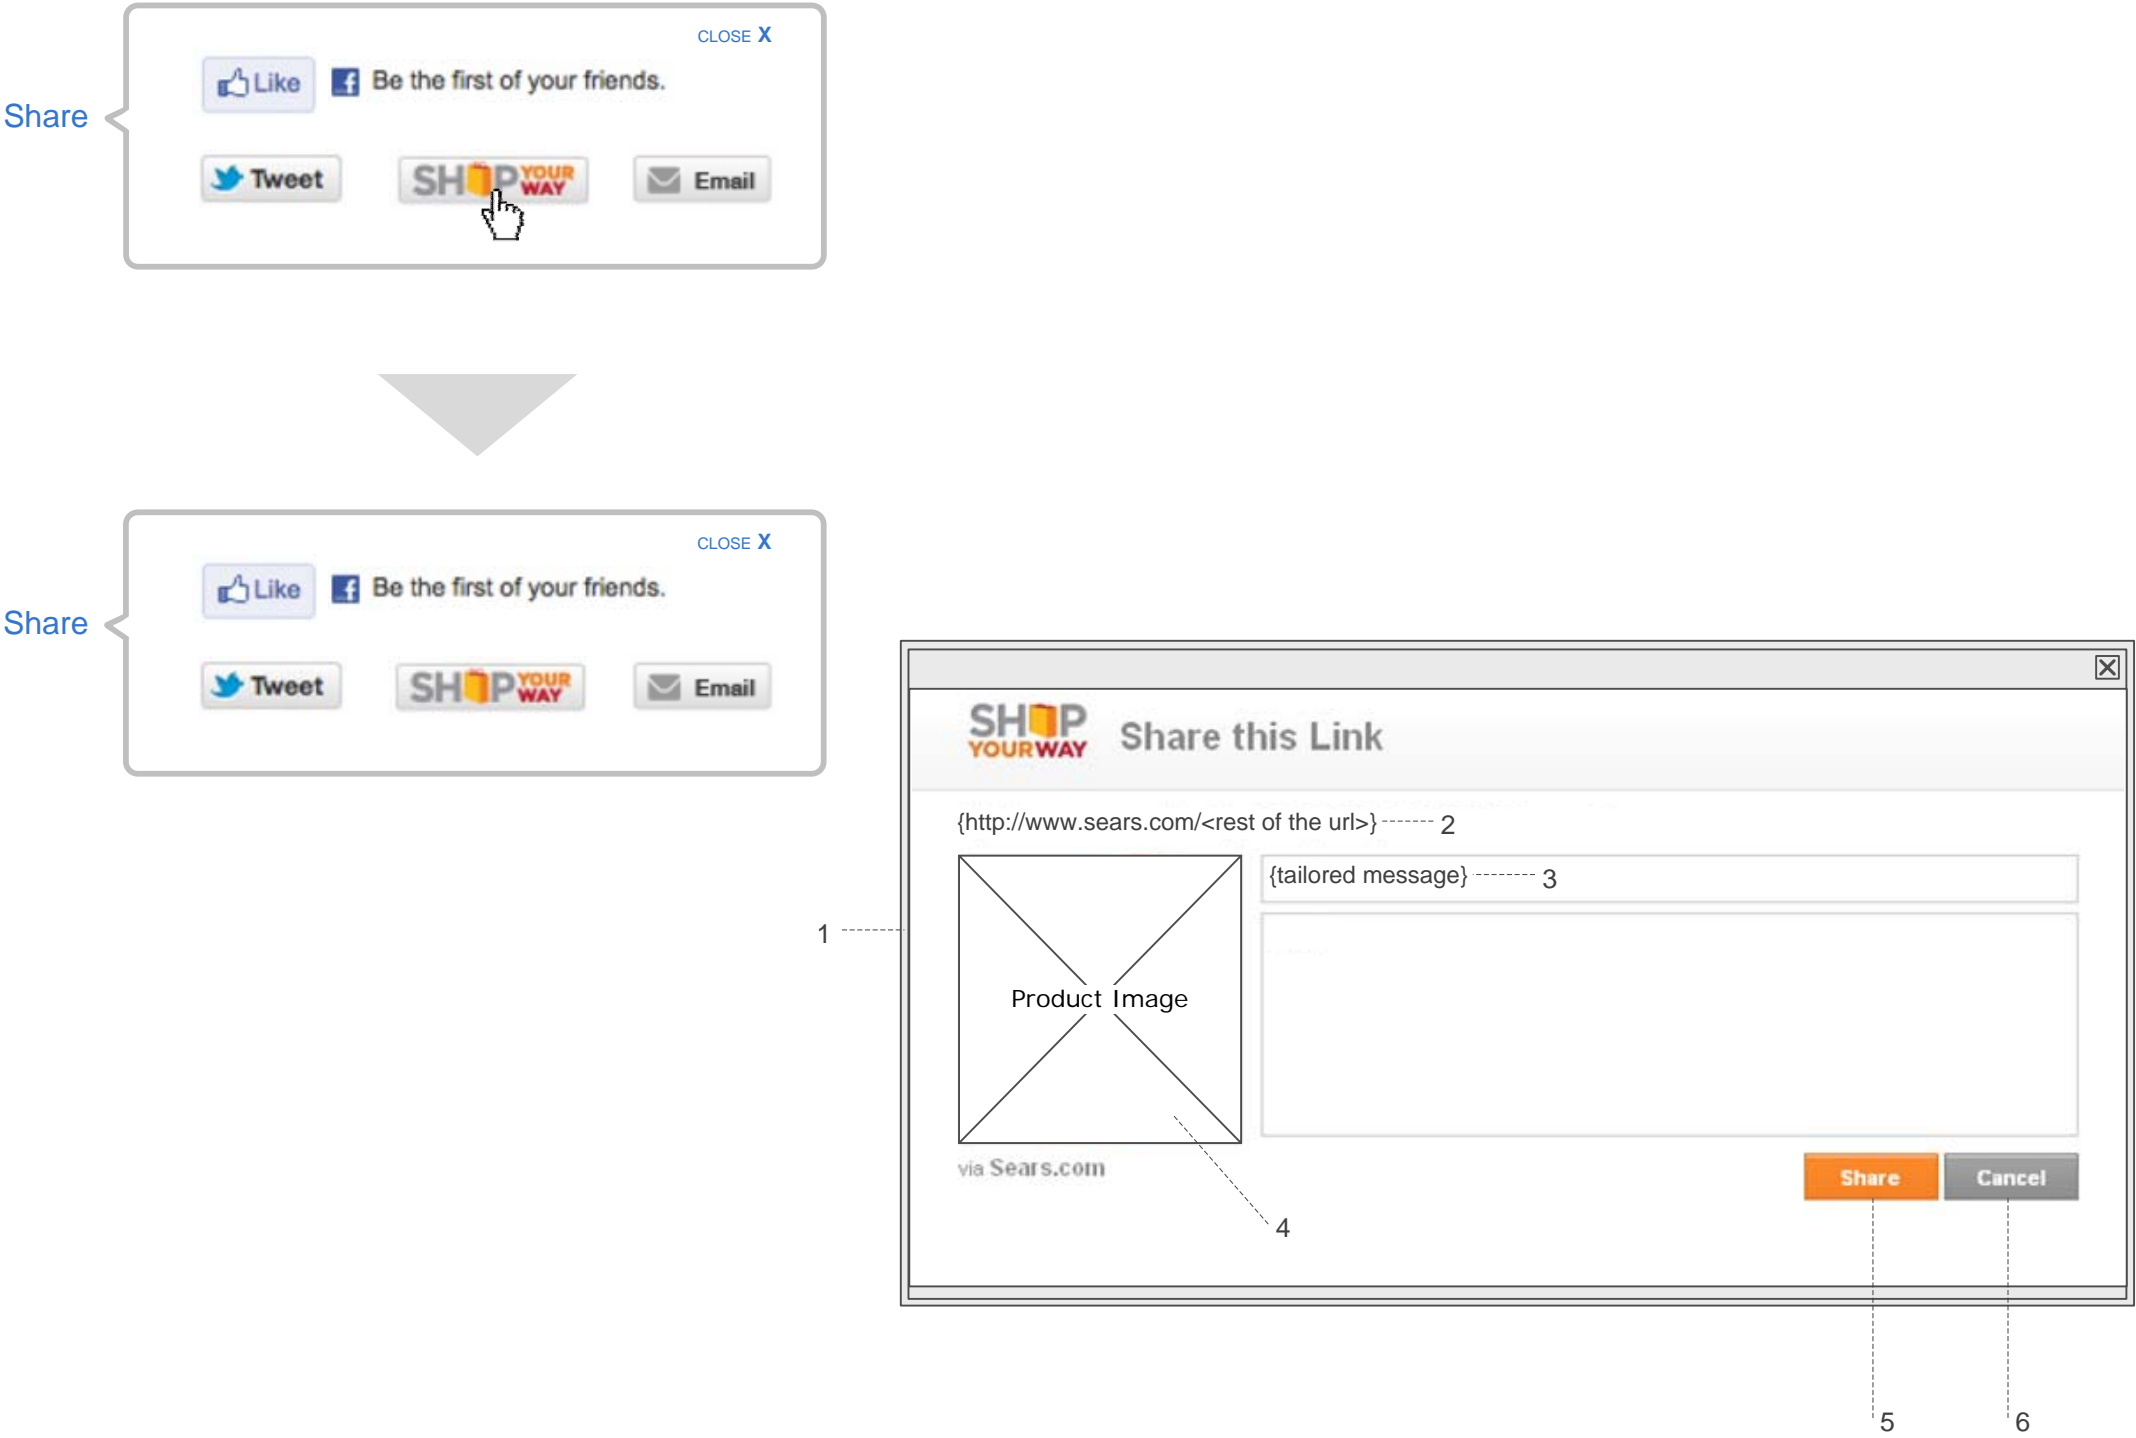 CLOSE X
Like
f Be the first of your friends.
Share
Tweet
SHOP YOUR WAY
Email
CLOSE X
Like
f Be the first of your friends.
Share
Tweet
SHOP YOUR WAY
Email
SHOP
YOURWAY
Share this Link
{http://www.sears.com/<rest of the url>} 2
{tailored message} 3
1
Product Image
via Sears.com
Share
Cancel
4
5
6